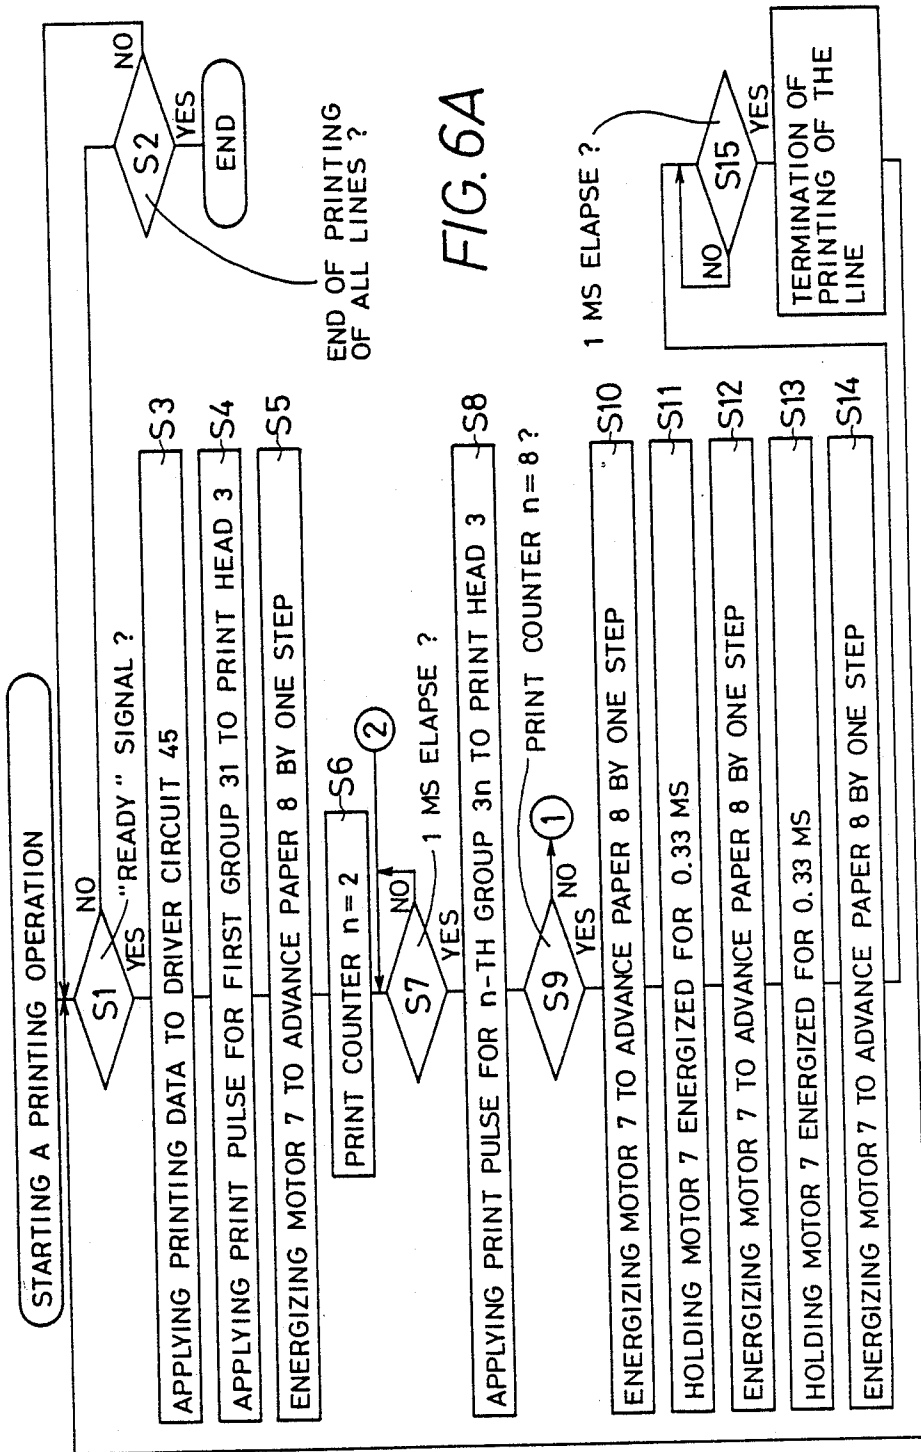 STARTING A PRINTING OPERATION
S1
"READY" SIGNAL ?
NO
YES
S2
NO
YES
END
END OF PRINTING
OF ALL LINES ?
APPLYING PRINTING DATA TO DRIVER CIRCUIT 45
S3
APPLYING PRINT PULSE FOR FIRST GROUP 31 TO PRINT HEAD 3
S4
ENERGIZING MOTOR 7 TO ADVANCE PAPER 8 BY ONE STEP
S5
PRINT COUNTER n=2
S6
2
S7
NO
1 MS ELAPSE ?
YES
APPLYING PRINT PULSE FOR n-TH GROUP 3n TO PRINT HEAD 3
S8
S9
PRINT COUNTER n=8?
NO
1
YES
ENERGIZING MOTOR 7 TO ADVANCE PAPER 8 BY ONE STEP
S10
HOLDING MOTOR 7 ENERGIZED FOR 0.33 MS
S11
ENERGIZING MOTOR 7 TO ADVANCE PAPER 8 BY ONE STEP
S12
HOLDING MOTOR 7 ENERGIZED FOR 0.33 MS
S13
ENERGIZING MOTOR 7 TO ADVANCE PAPER 8 BY ONE STEP
S14
FIG. 6A
1 MS ELAPSE ?
S15
NO
YES
TERMINATION OF
PRINTING OF THE
LINE